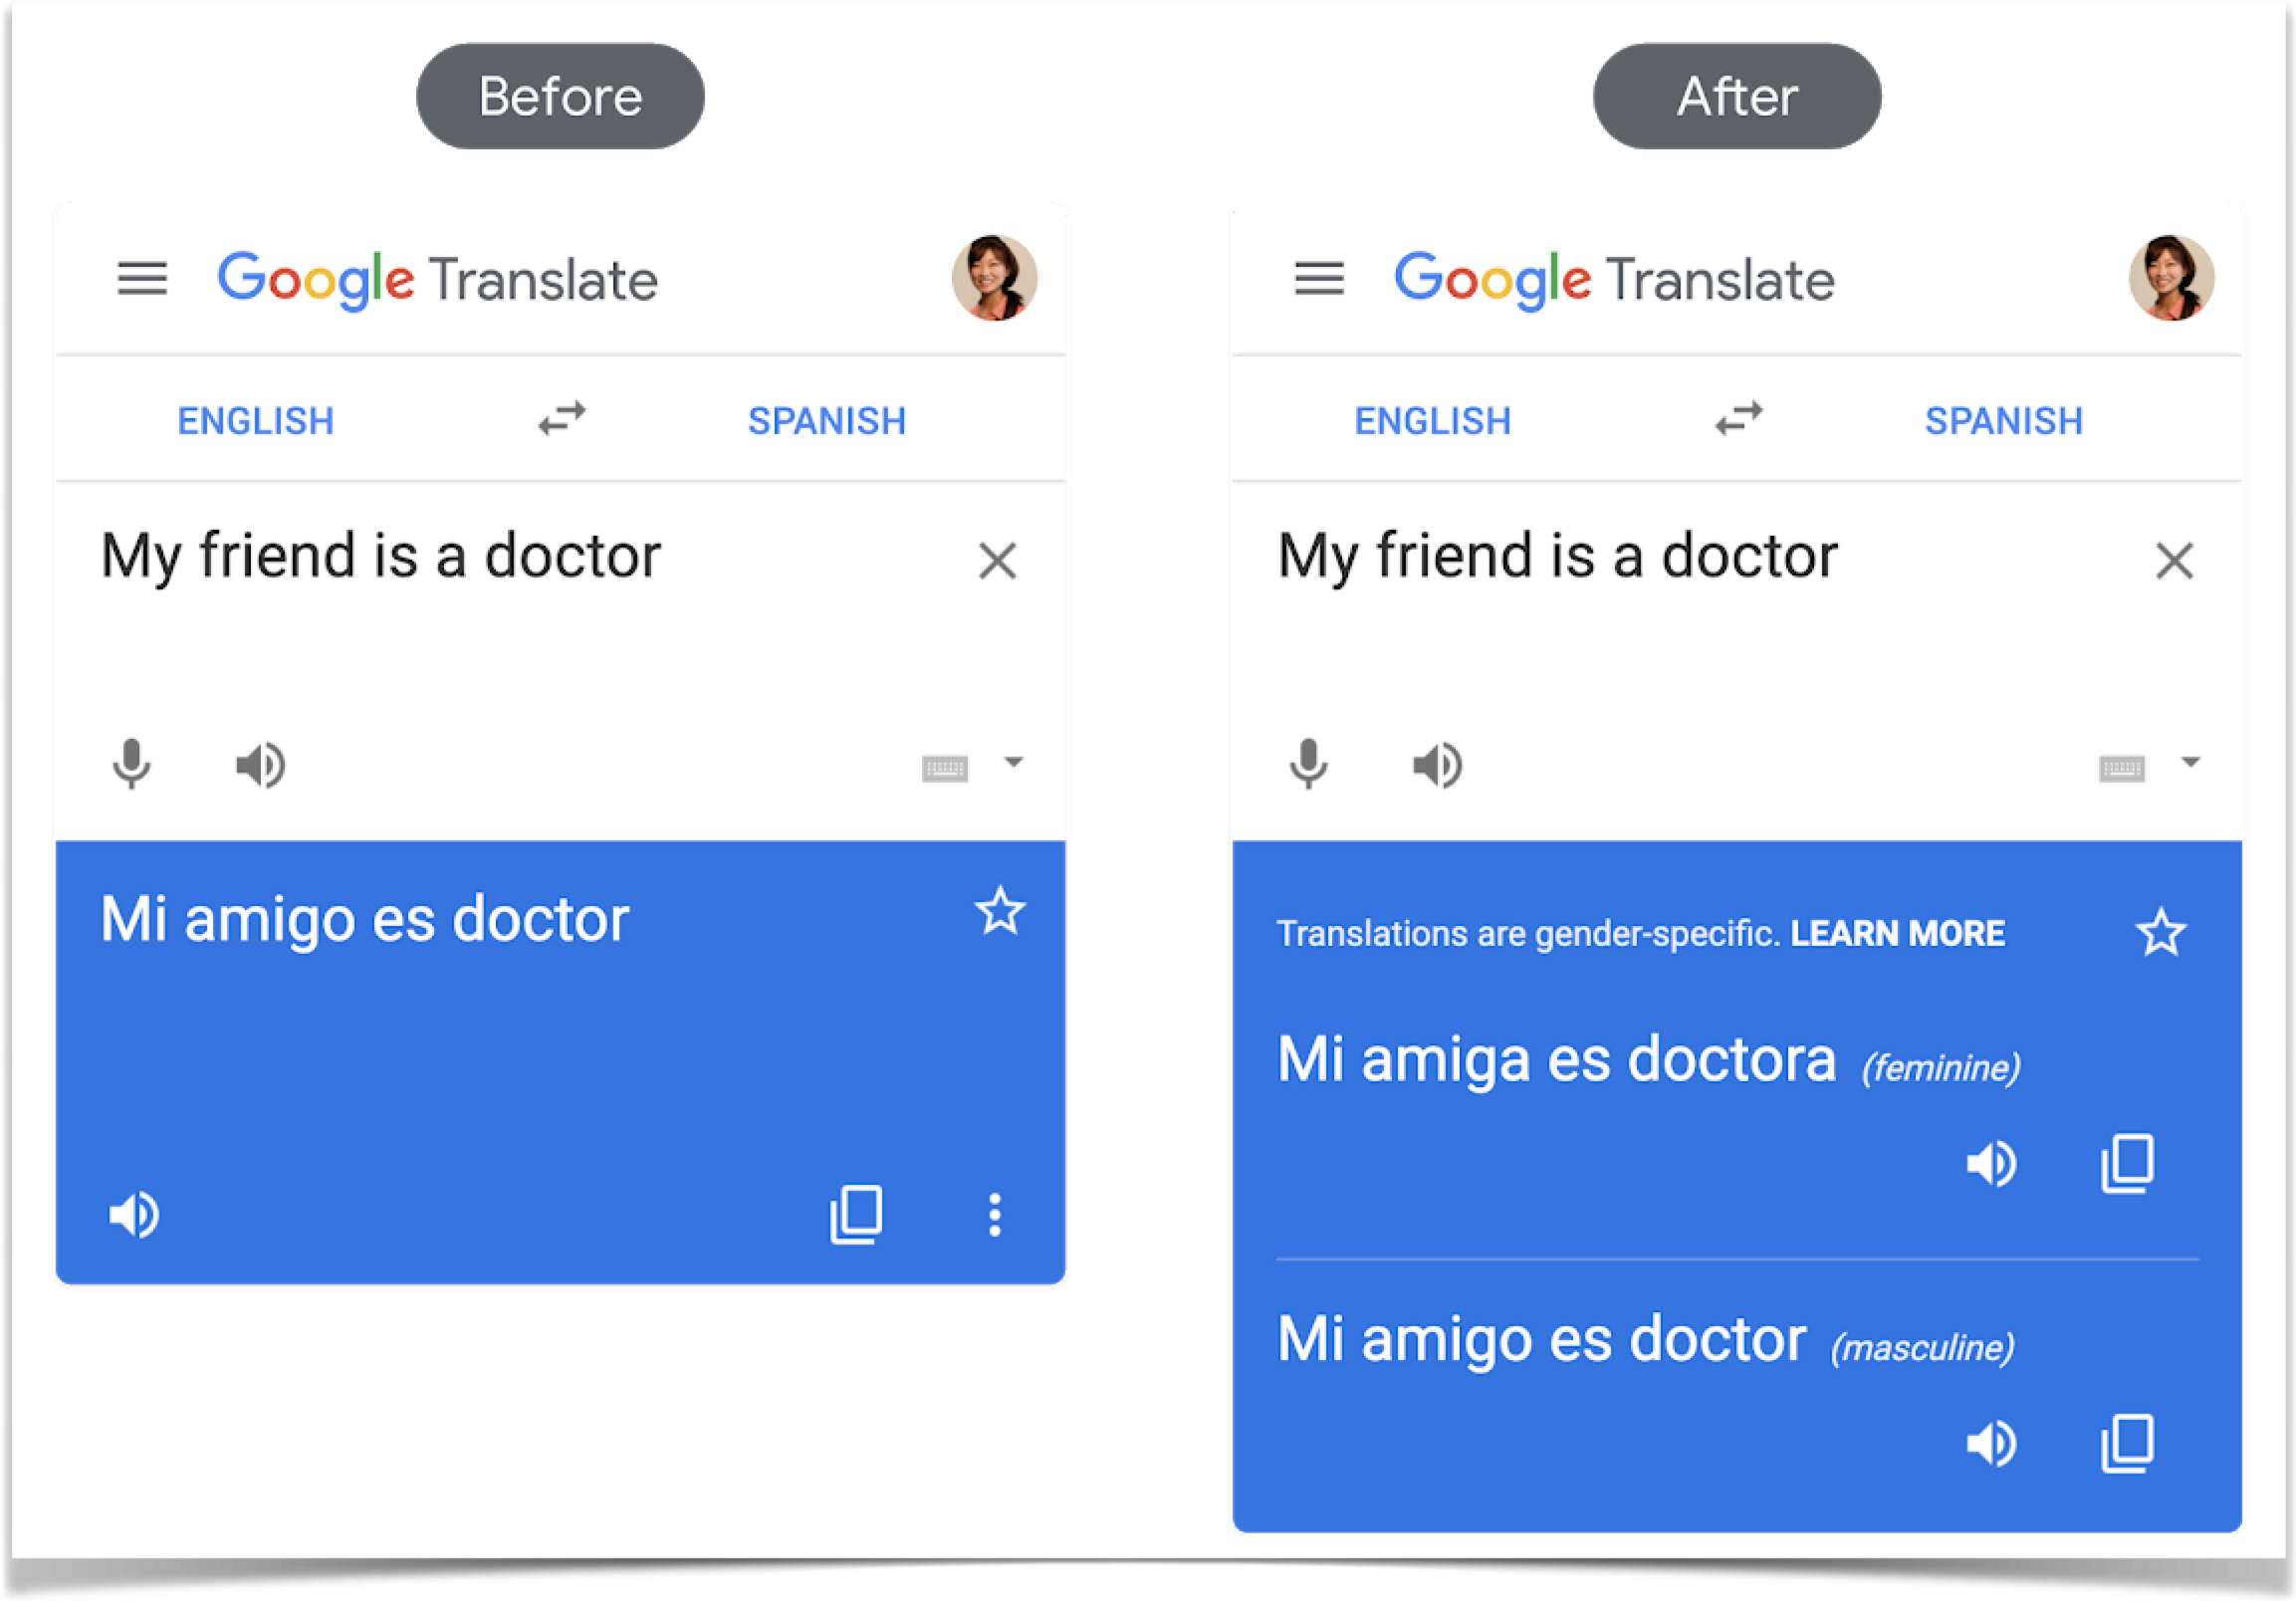 Before
Google Translate
ENGLISH
SPANISH
My friend is a doctor
Mi amigo es doctor
After
Google Translate
ENGLISH
SPANISH
My friend is a doctor
Translations are gender-specific. LEARN MORE
Mi amiga es doctora (feminine)
Mi amigo es doctor (masculine)